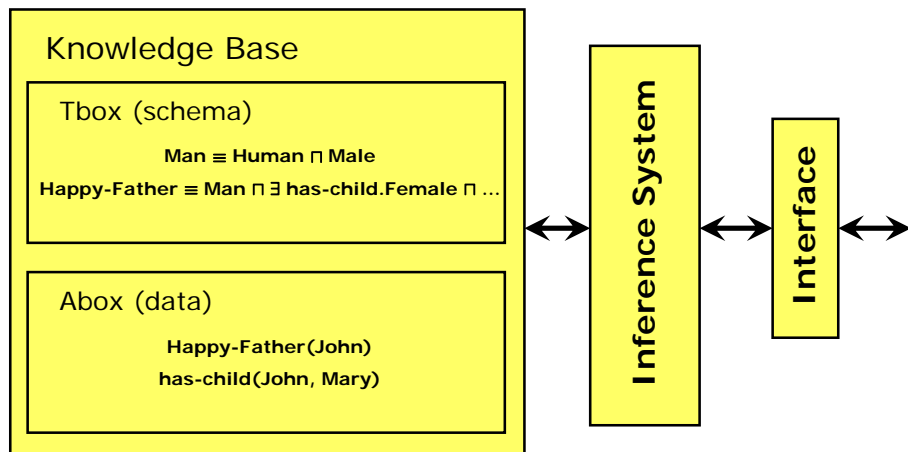 Knowledge Base
Tbox (schema)
Man ≡ Human ⊓ Male
Happy-Father ≡ Man ⊓ ∃ has-child.Female ⊓ ...
Abox (data)
Happy-Father(John)
has-child(John, Mary)
Inference System
Interface